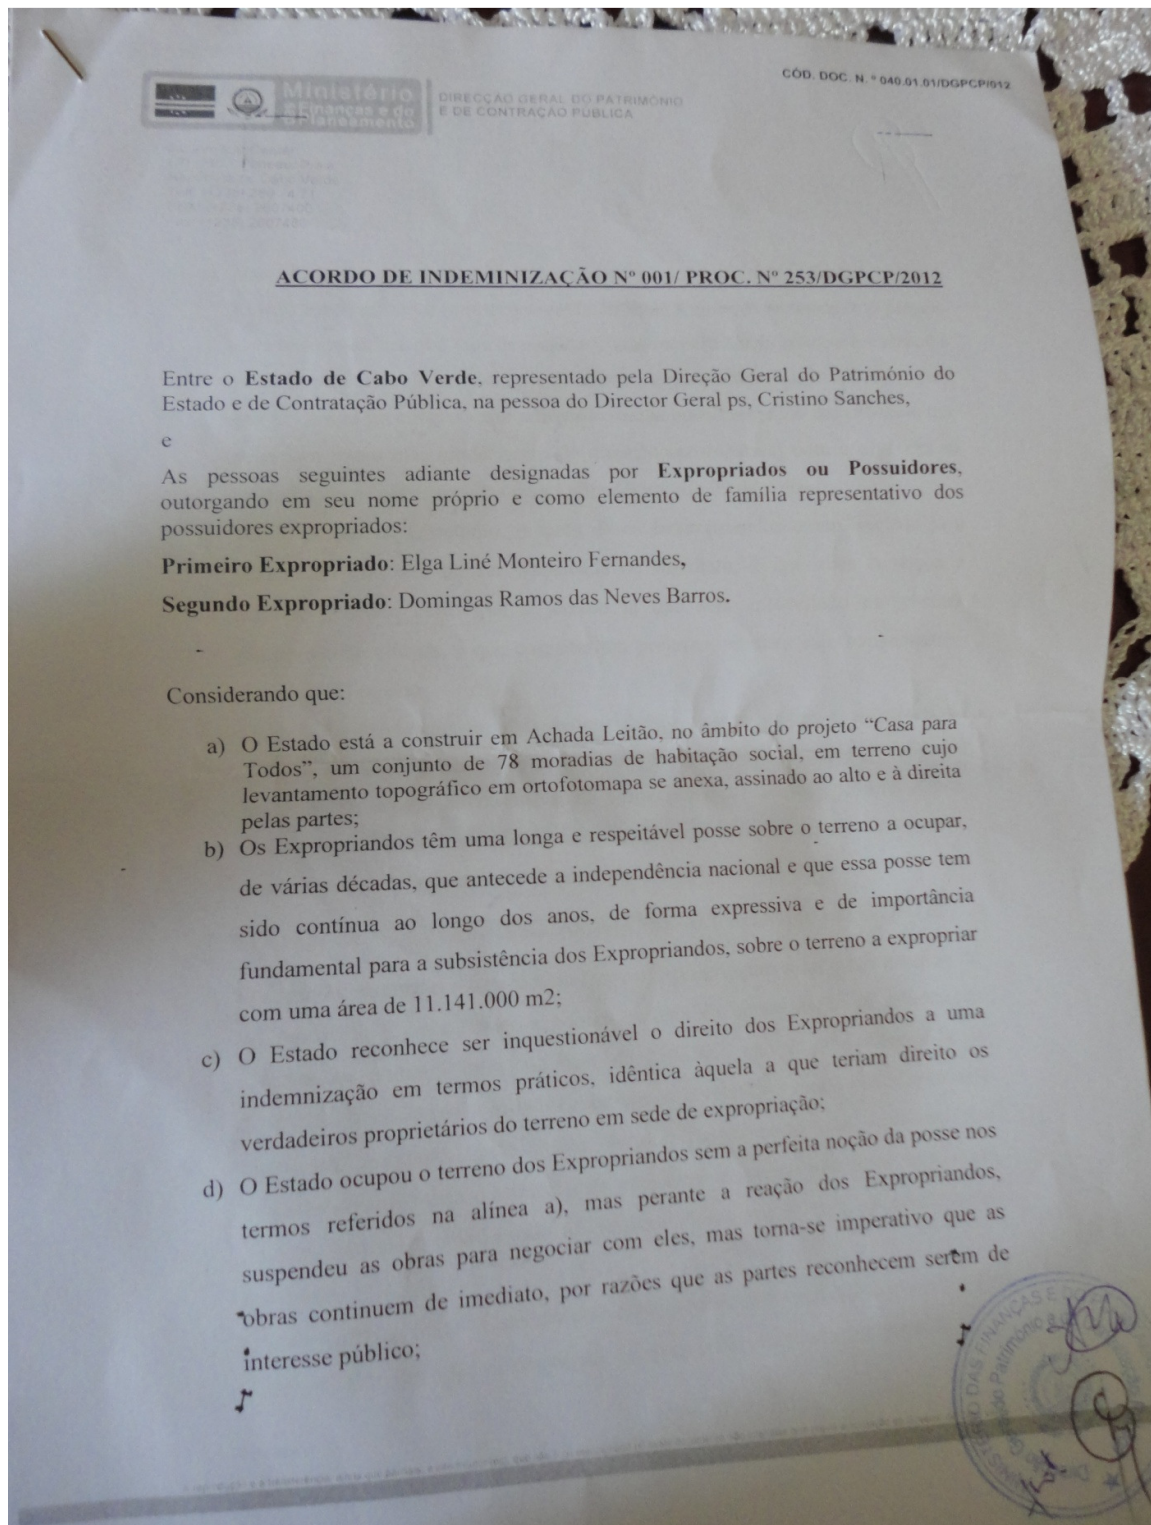 CÓD. DOC. N.º 040.01.01/DGPCP/012
Ministério
das Finanças e do
Planeamento
DIRECÇAO GERAL DO PATRIMÓNIO
E DE CONTRAÇAO PÚBLICA
ACORDO DE INDEMINIZAÇÃO Nº 001/ PROC. Nº 253/DGPCP/2012
Entre o Estado de Cabo Verde, representado pela Direção Geral do Património do
Estado e de Contratação Pública, na pessoa do Director Geral ps, Cristino Sanches,
e
As pessoas seguintes adiante designadas por Expropriados ou Possuidores,
outorgando em seu nome próprio e como elemento de família representativo dos
possuidores expropriados:
Primeiro Expropriado: Elga Liné Monteiro Fernandes,
Segundo Expropriado: Domingas Ramos das Neves Barros.
Considerando que:
a) O Estado está a construir em Achada Leitão, no âmbito do projeto “Casa para
Todos”, um conjunto de 78 moradias de habitação social, em terreno cujo
levantamento topográfico em ortofotomapa se anexa, assinado ao alto e à direita
pelas partes;
b) Os Expropriandos têm uma longa e respeitável posse sobre o terreno a ocupar,
de várias décadas, que antecede a independência nacional e que essa posse tem
sido contínua ao longo dos anos, de forma expressiva e de importância
fundamental para a subsistência dos Expropriandos, sobre o terreno a expropriar
com uma área de 11.141.000 m2;
c) O Estado reconhece ser inquestionável o direito dos Expropriandos a uma
indemnização em termos práticos, idêntica àquela a que teriam direito os
verdadeiros proprietários do terreno em sede de expropriação;
d) O Estado ocupou o terreno dos Expropriandos sem a perfeita noção da posse nos
termos referidos na alínea a), mas perante a reação dos Expropriandos,
suspendeu as obras para negociar com eles, mas torna-se imperativo que as
obras continuem de imediato, por razões que as partes reconhecem serem de
interesse público;